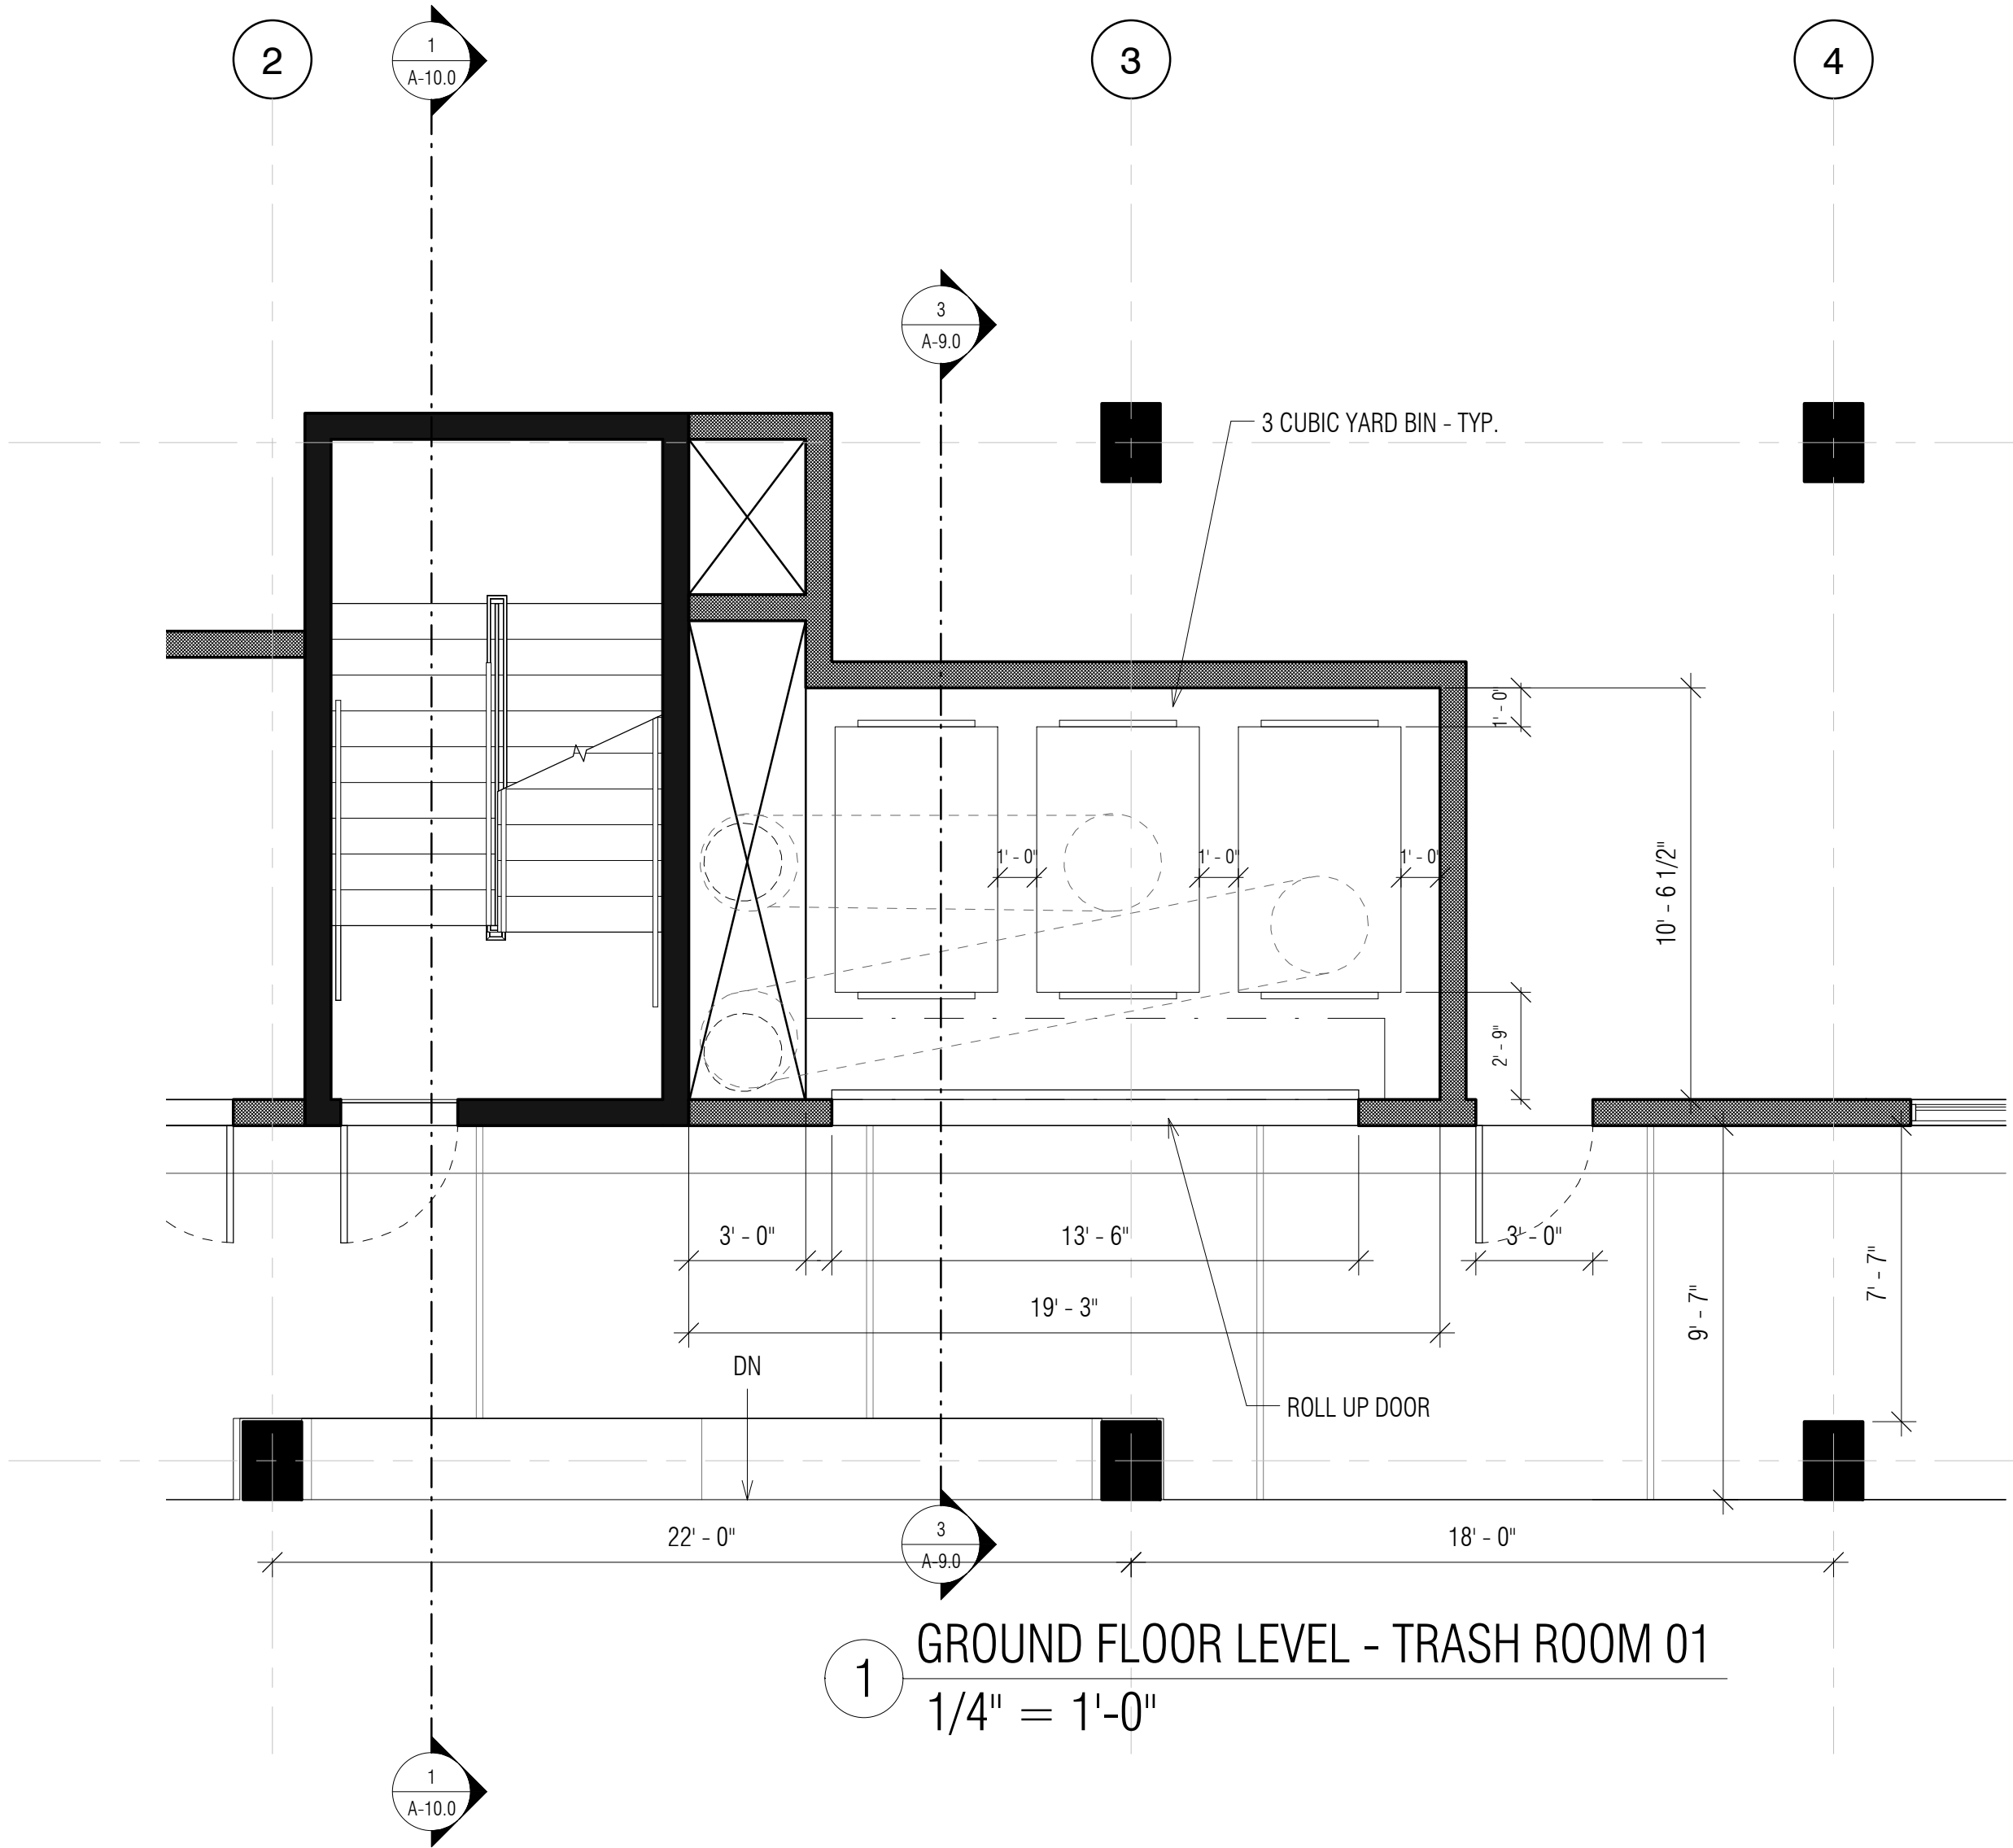 2
1
A-10.0
3
4
3
A-9.0
3 CUBIC YARD BIN - TYP.
1' - 0"
1' - 0"
1' - 0"
1' - 0"
10' - 6 1/2"
2' - 9"
3' - 0"
13' - 6"
3' - 0"
19' - 3"
9' - 7"
7' - 7"
DN
ROLL UP DOOR
22' - 0"
3
A-9.0
18' - 0"
1
GROUND FLOOR LEVEL - TRASH ROOM 01
1/4" = 1'-0"
1
A-10.0